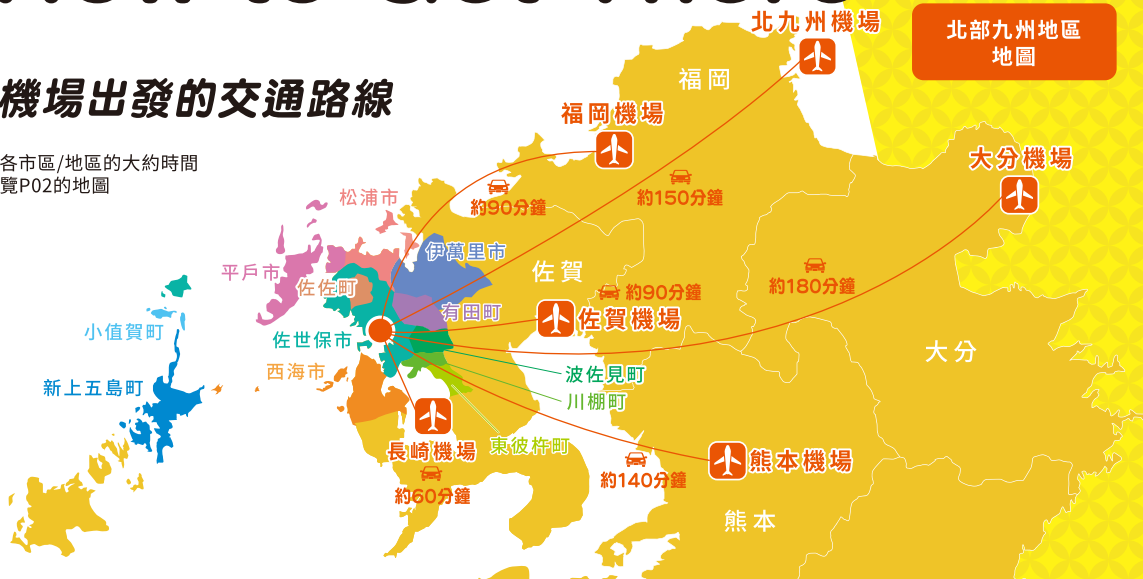 How to Get There
北九州機場
北部九州地區
地圖
機場出發的交通路線
福岡
福岡機場
大分機場
各市區/地區的大約時間
覽P02的地圖
松浦市
約90分鐘
約150分鐘
伊萬里市
平戶市
佐佐町
佐賀
約180分鐘
約90分鐘
有田町
佐賀機場
小值賀町
佐世保市
大分
西海市
波佐見町
新上五島町
川棚町
長崎機場
東彼杵町
熊本機場
約60分鐘
約140分鐘
熊本